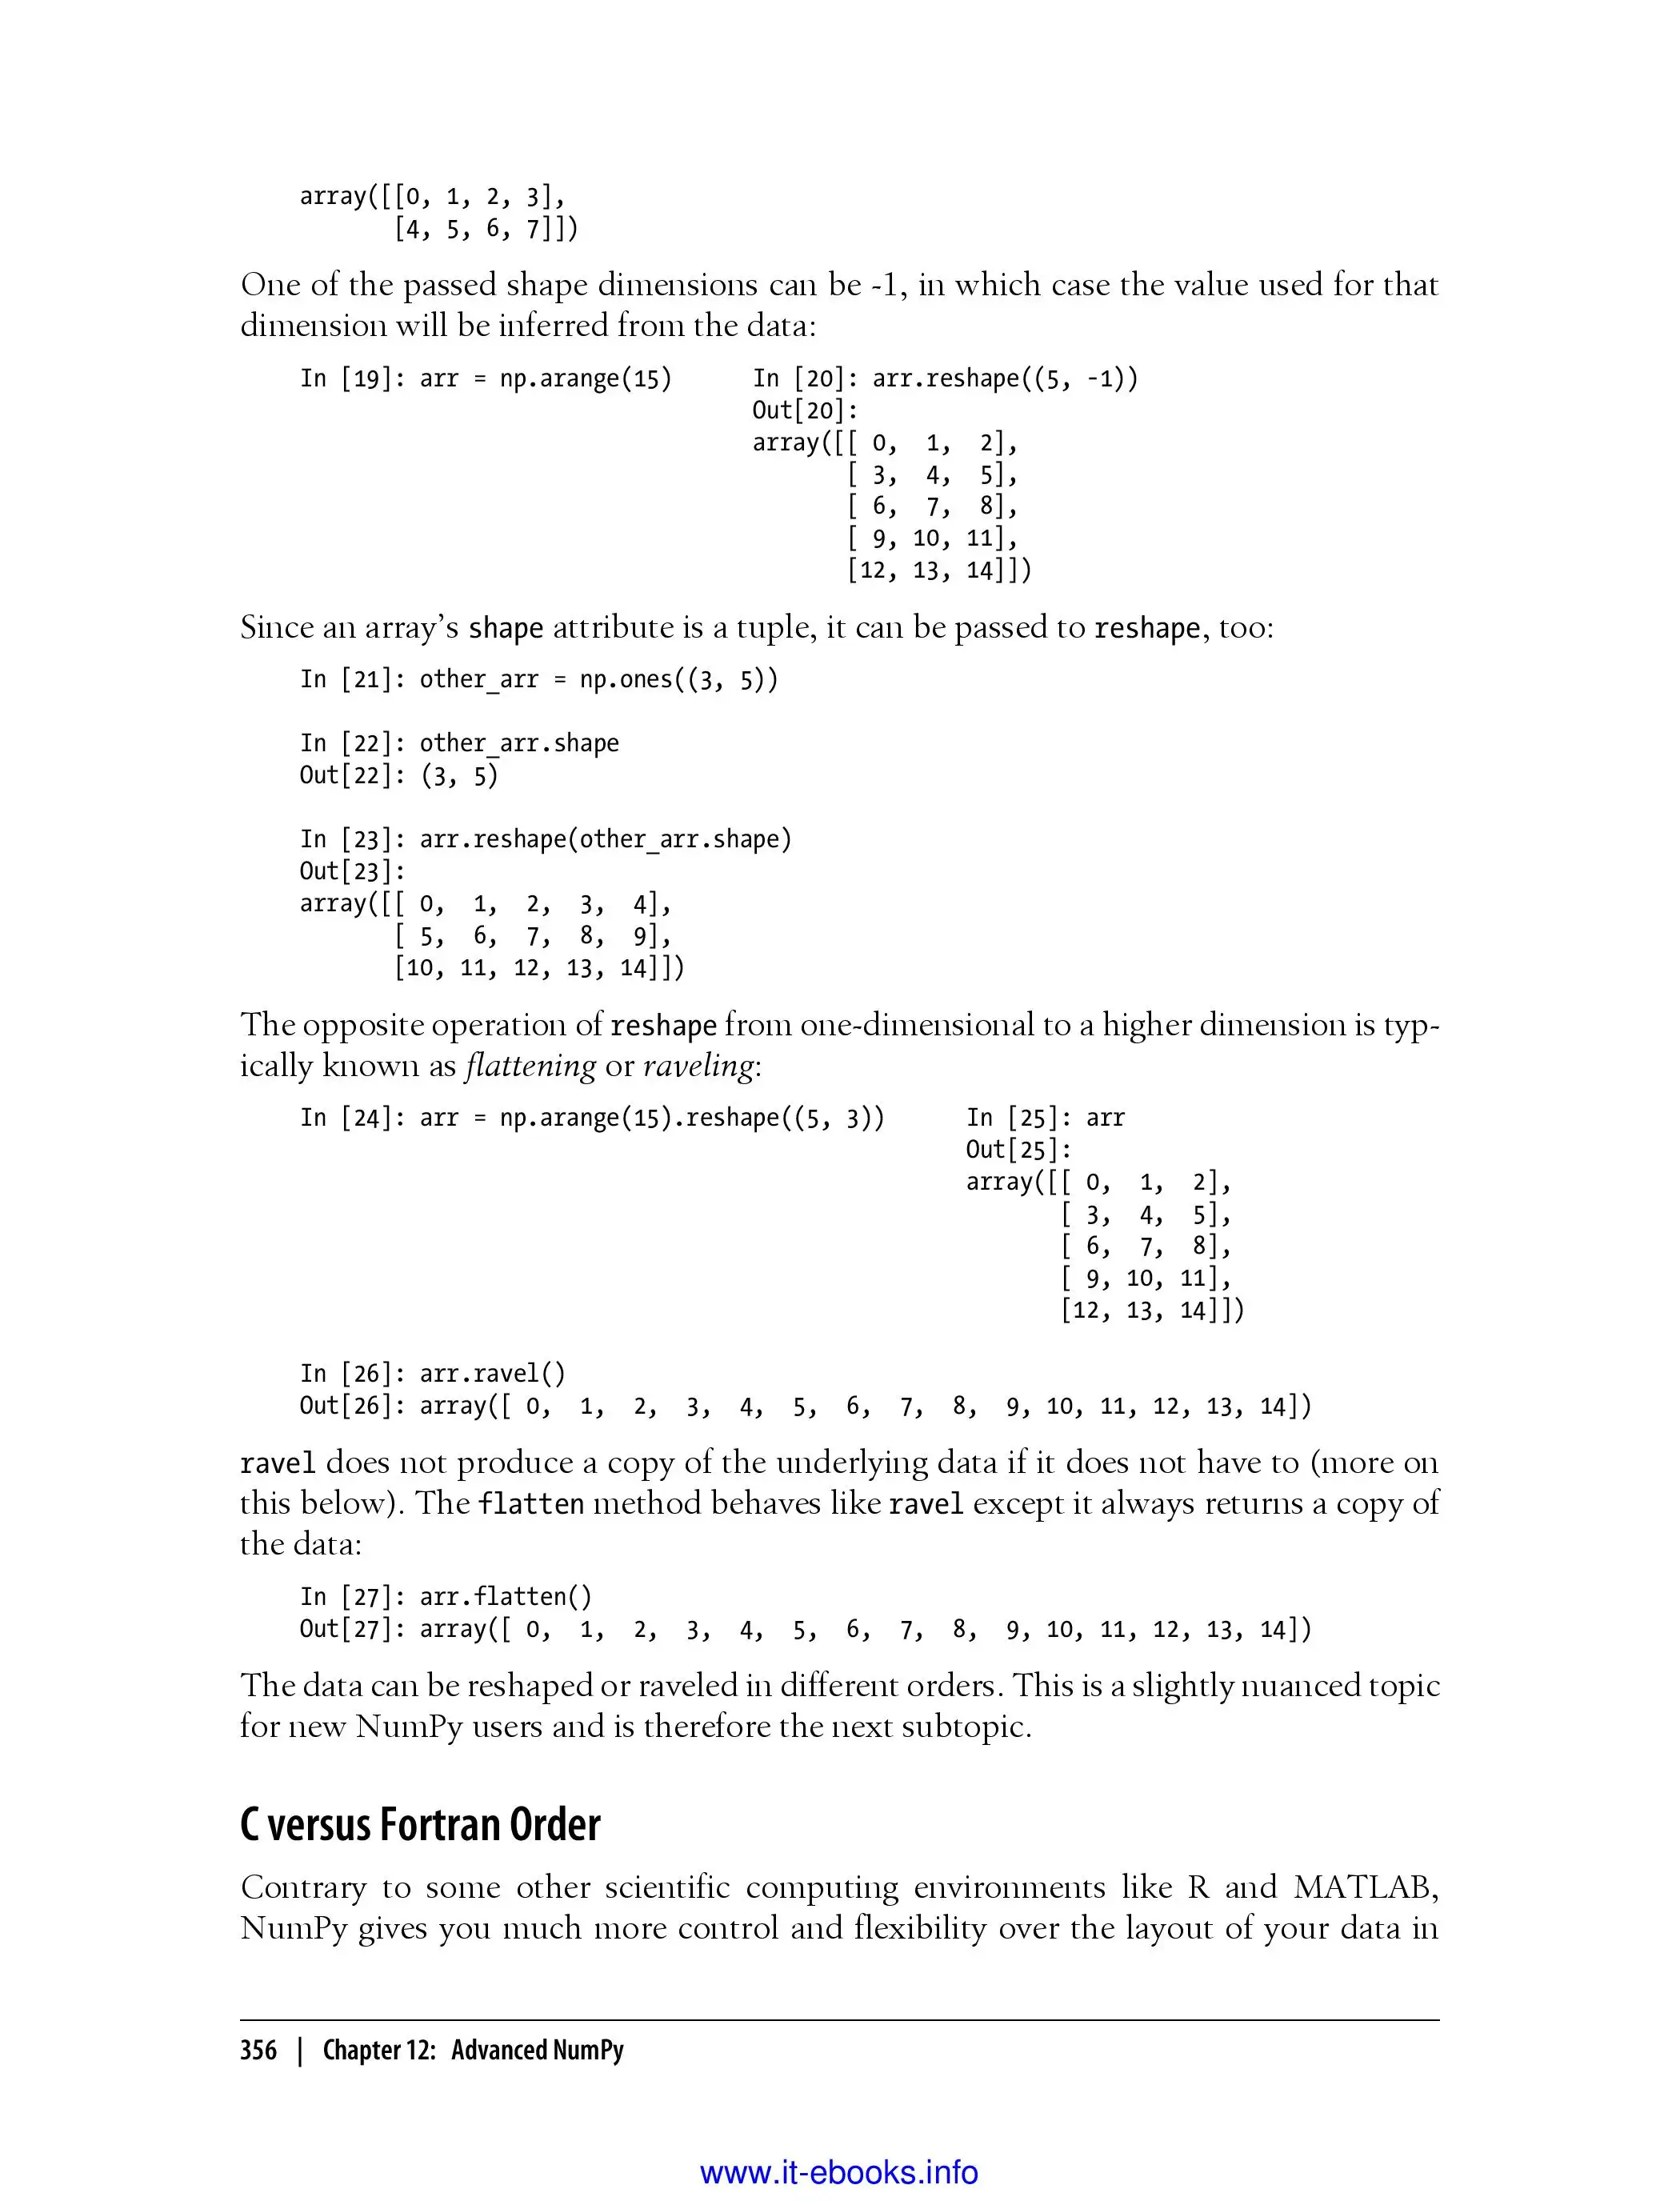 array([[0, 1, 2, 3],
       [4, 5, 6, 7]])
One of the passed shape dimensions can be -1, in which case the value used for that
dimension will be inferred from the data:
In [19]: arr = np.arange(15)      In [20]: arr.reshape((5, -1))
                                  Out[20]:
                                  array([[ 0,  1,  2],
                                         [ 3,  4,  5],
                                         [ 6,  7,  8],
                                         [ 9, 10, 11],
                                         [12, 13, 14]])
Since an array’s shape attribute is a tuple, it can be passed to reshape, too:
In [21]: other_arr = np.ones((3, 5))
In [22]: other_arr.shape
Out[22]: (3, 5)
In [23]: arr.reshape(other_arr.shape)
Out[23]:
array([[ 0,  1,  2,  3,  4],
       [ 5,  6,  7,  8,  9],
       [10, 11, 12, 13, 14]])
The opposite operation of reshape from one-dimensional to a higher dimension is typ-
ically known as flattening or raveling:
In [24]: arr = np.arange(15).reshape((5, 3))      In [25]: arr
                                                  Out[25]:
                                                  array([[ 0,  1,  2],
                                                         [ 3,  4,  5],
                                                         [ 6,  7,  8],
                                                         [ 9, 10, 11],
                                                         [12, 13, 14]])
In [26]: arr.ravel()
Out[26]: array([ 0,  1,  2,  3,  4,  5,  6,  7,  8,  9, 10, 11, 12, 13, 14])
ravel does not produce a copy of the underlying data if it does not have to (more on
this below). The flatten method behaves like ravel except it always returns a copy of
the data:
In [27]: arr.flatten()
Out[27]: array([ 0,  1,  2,  3,  4,  5,  6,  7,  8,  9, 10, 11, 12, 13, 14])
The data can be reshaped or raveled in different orders. This is a slightly nuanced topic
for new NumPy users and is therefore the next subtopic.
C versus Fortran Order
Contrary to some other scientific computing environments like R and MATLAB,
NumPy gives you much more control and flexibility over the layout of your data in
356 | Chapter 12: Advanced NumPy
www.it-ebooks.info